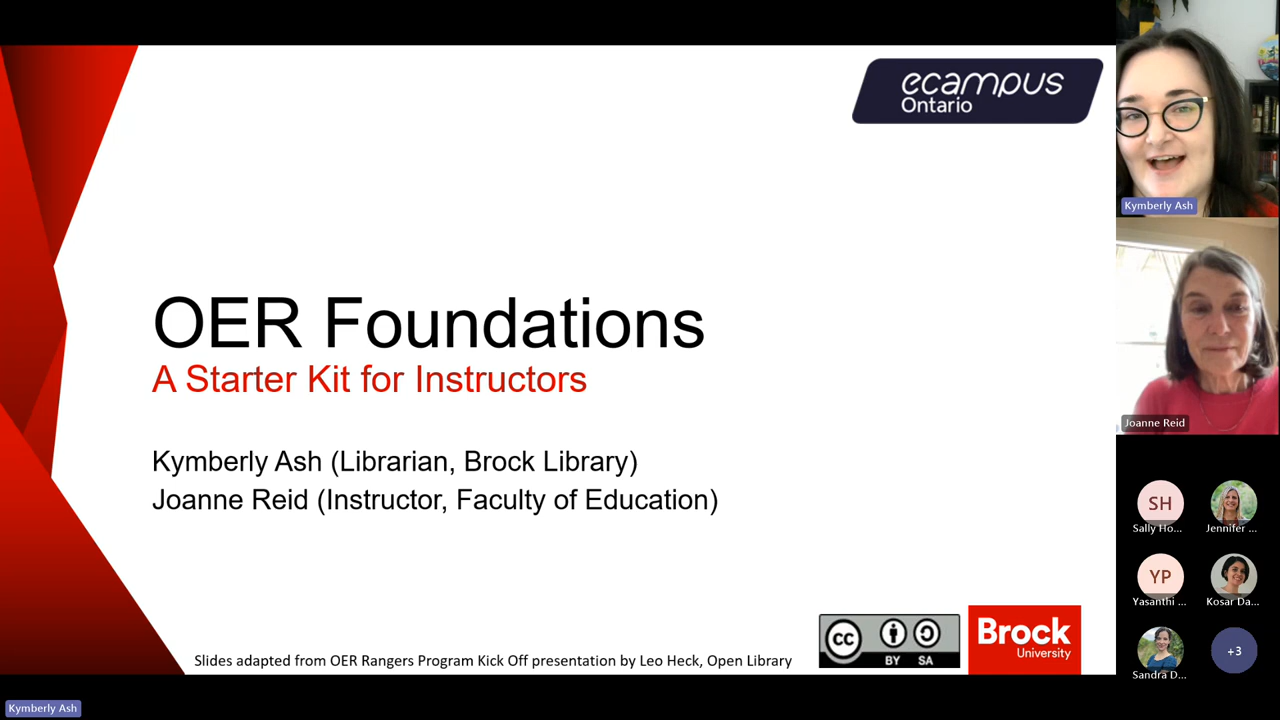 ecampus
Ontario
OER Foundations
A Starter Kit for Instructors
Kymberly Ash (Librarian, Brock Library)
Joanne Reid (Instructor, Faculty of Education)
Slides adapted from OER Rangers Program Kick Off presentation by Leo Heck, Open Library
cc
BY SA
Brock
University
Kymberly Ash
Joanne Reid
SH
Sally Ho...
Jennifer ...
YP
Yasanthi ...
Kosar Da...
Sandra D...
+3
Kymberly Ash